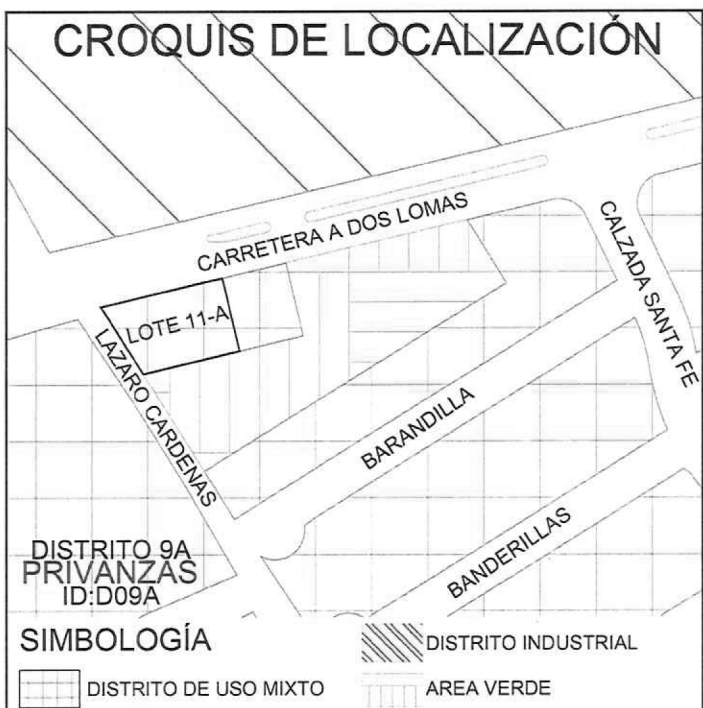 CROQUIS DE LOCALIZACIÓN
CARRETERA A DOS LOMAS
CALZADA SANTA FE
LOTE 11-A
LAZARO CARDENAS
BARANDILLA
BANDERILLAS
DISTRITO 9A
PRIVANZAS
ID:D09A
SIMBOLOGÍA
DISTRITO INDUSTRIAL
DISTRITO DE USO MIXTO
AREA VERDE